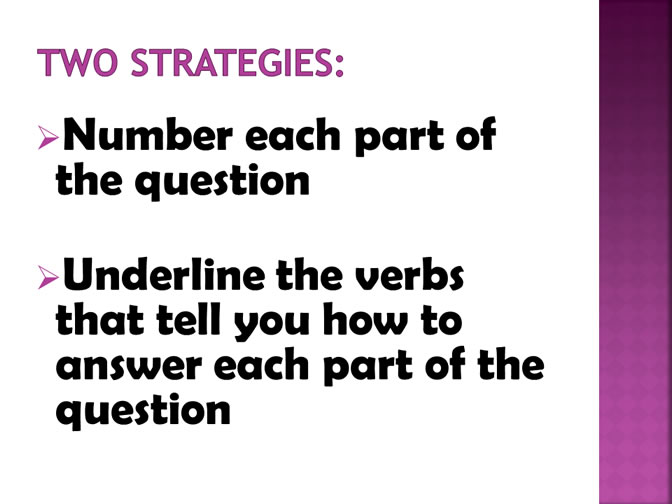 TWO STRATEGIES:
Number each part of
the question
Underline the verbs
that tell you how to
answer each part of the
question